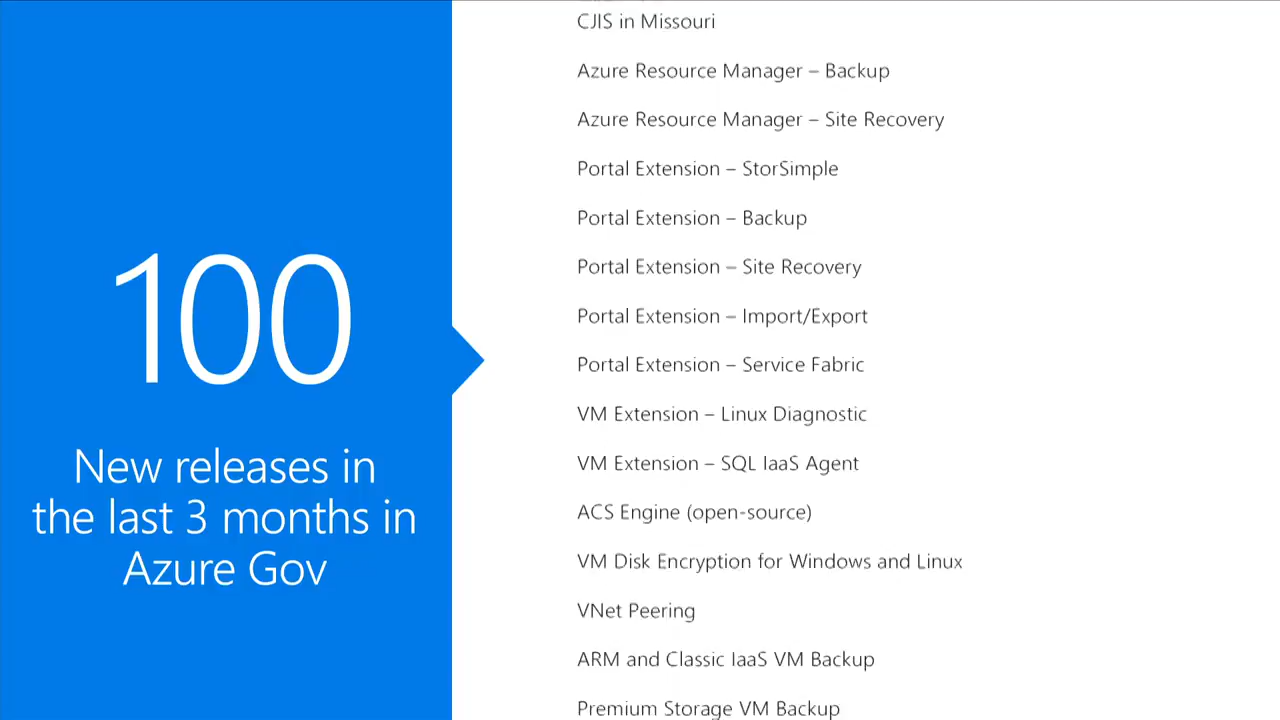 100
New releases in
the last 3 months in
Azure Gov
CJIS in Missouri
Azure Resource Manager – Backup
Azure Resource Manager – Site Recovery
Portal Extension – StorSimple
Portal Extension – Backup
Portal Extension – Site Recovery
Portal Extension – Import/Export
Portal Extension – Service Fabric
VM Extension – Linux Diagnostic
VM Extension – SQL IaaS Agent
ACS Engine (open-source)
VM Disk Encryption for Windows and Linux
VNet Peering
ARM and Classic IaaS VM Backup
Premium Storage VM Backup